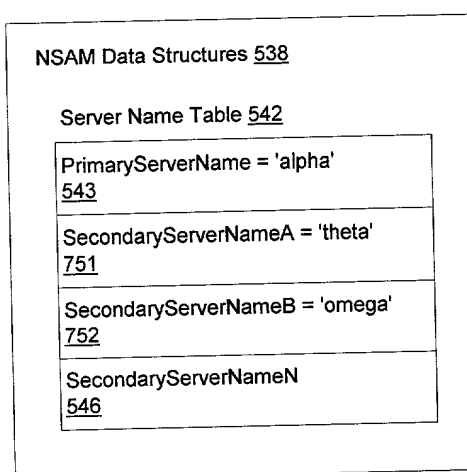 NSAM Data Structures 538
Server Name Table 542
PrimaryServerName = 'alpha'
543
SecondaryServerNameA = 'theta'
751
SecondaryServerNameB = 'omega'
752
SecondaryServerNameN
546